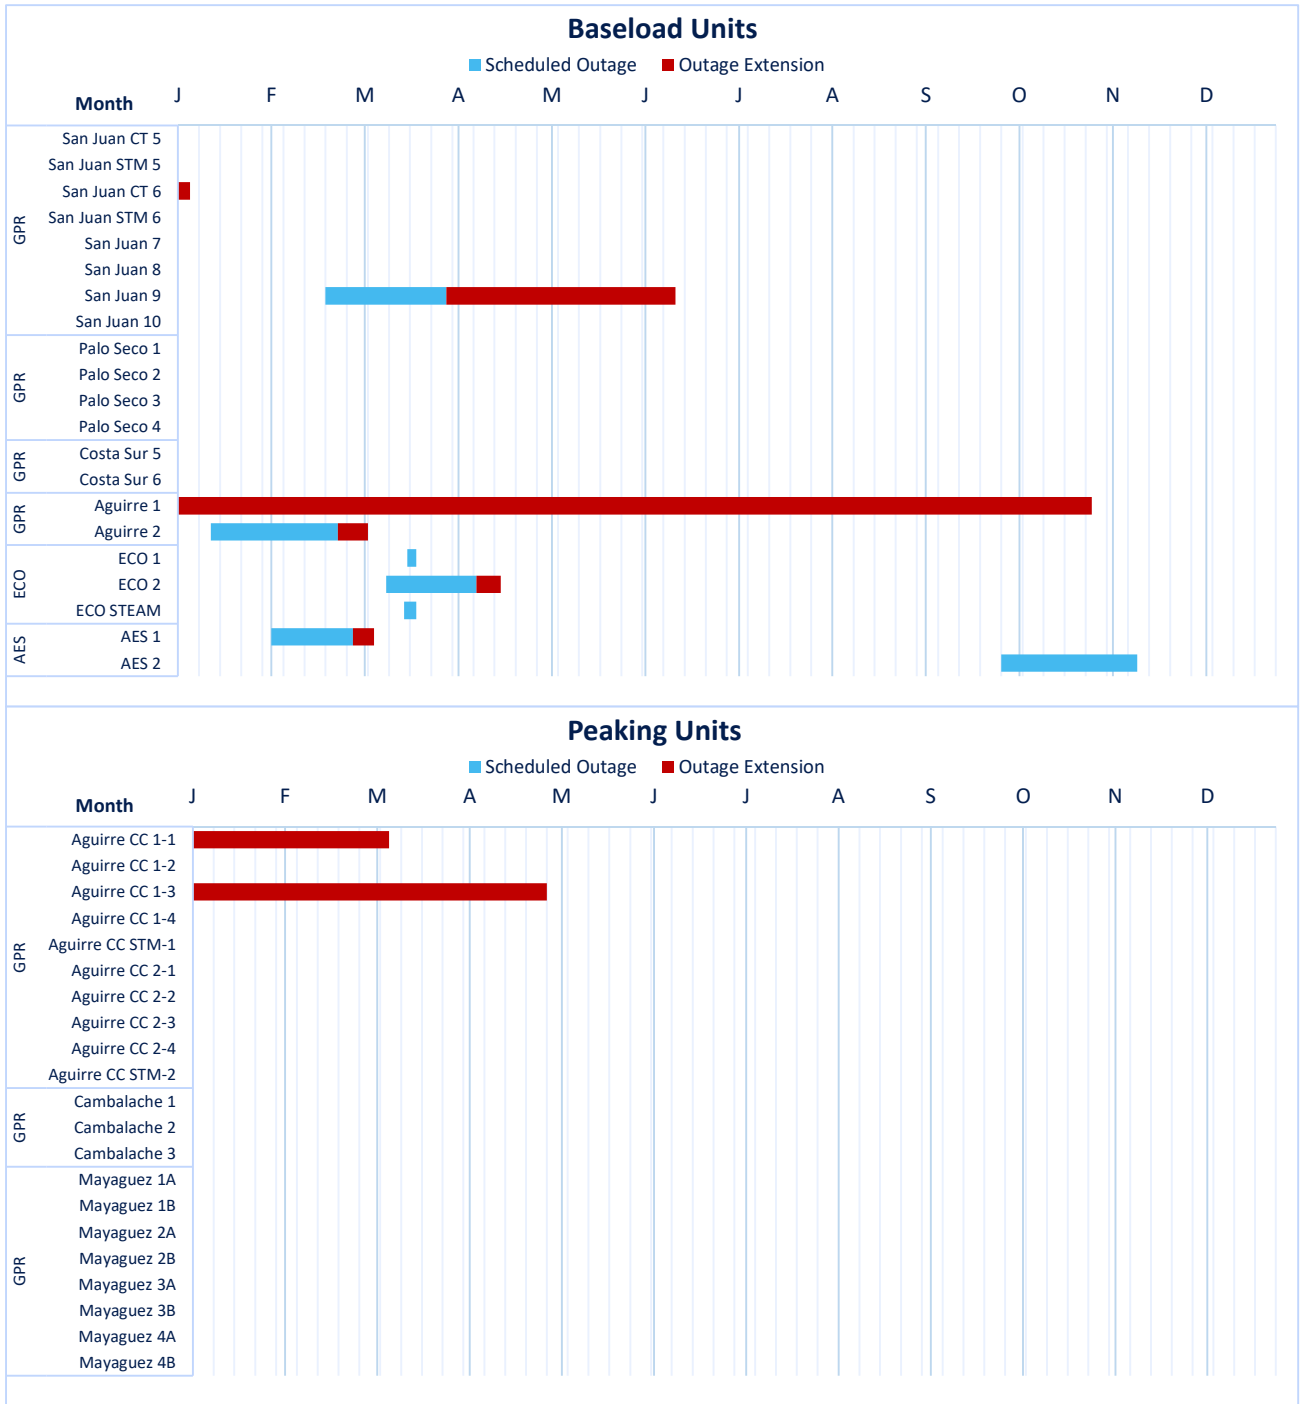 Baseload Units
Scheduled Outage Outage Extension
Month J F M A M J J A S O N D
GPR
San Juan CT 5
San Juan STM 5
San Juan CT 6
San Juan STM 6
San Juan 7
San Juan 8
San Juan 9
San Juan 10
GPR
Palo Seco 1
Palo Seco 2
Palo Seco 3
Palo Seco 4
GPR
Costa Sur 5
Costa Sur 6
GPR
Aguirre 1
Aguirre 2
ECO
ECO 1
ECO 2
ECO STEAM
AES
AES 1
AES 2
Peaking Units
Scheduled Outage Outage Extension
Month J F M A M J J A S O N D
GPR
Aguirre CC 1-1
Aguirre CC 1-2
Aguirre CC 1-3
Aguirre CC 1-4
Aguirre CC STM-1
Aguirre CC 2-1
Aguirre CC 2-2
Aguirre CC 2-3
Aguirre CC 2-4
Aguirre CC STM-2
GPR
Cambalache 1
Cambalache 2
Cambalache 3
GPR
Mayaguez 1A
Mayaguez 1B
Mayaguez 2A
Mayaguez 2B
Mayaguez 3A
Mayaguez 3B
Mayaguez 4A
Mayaguez 4B